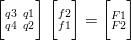 [q3 q1] [f2] = [F1]
[q4 q2] [f1]   [F2]